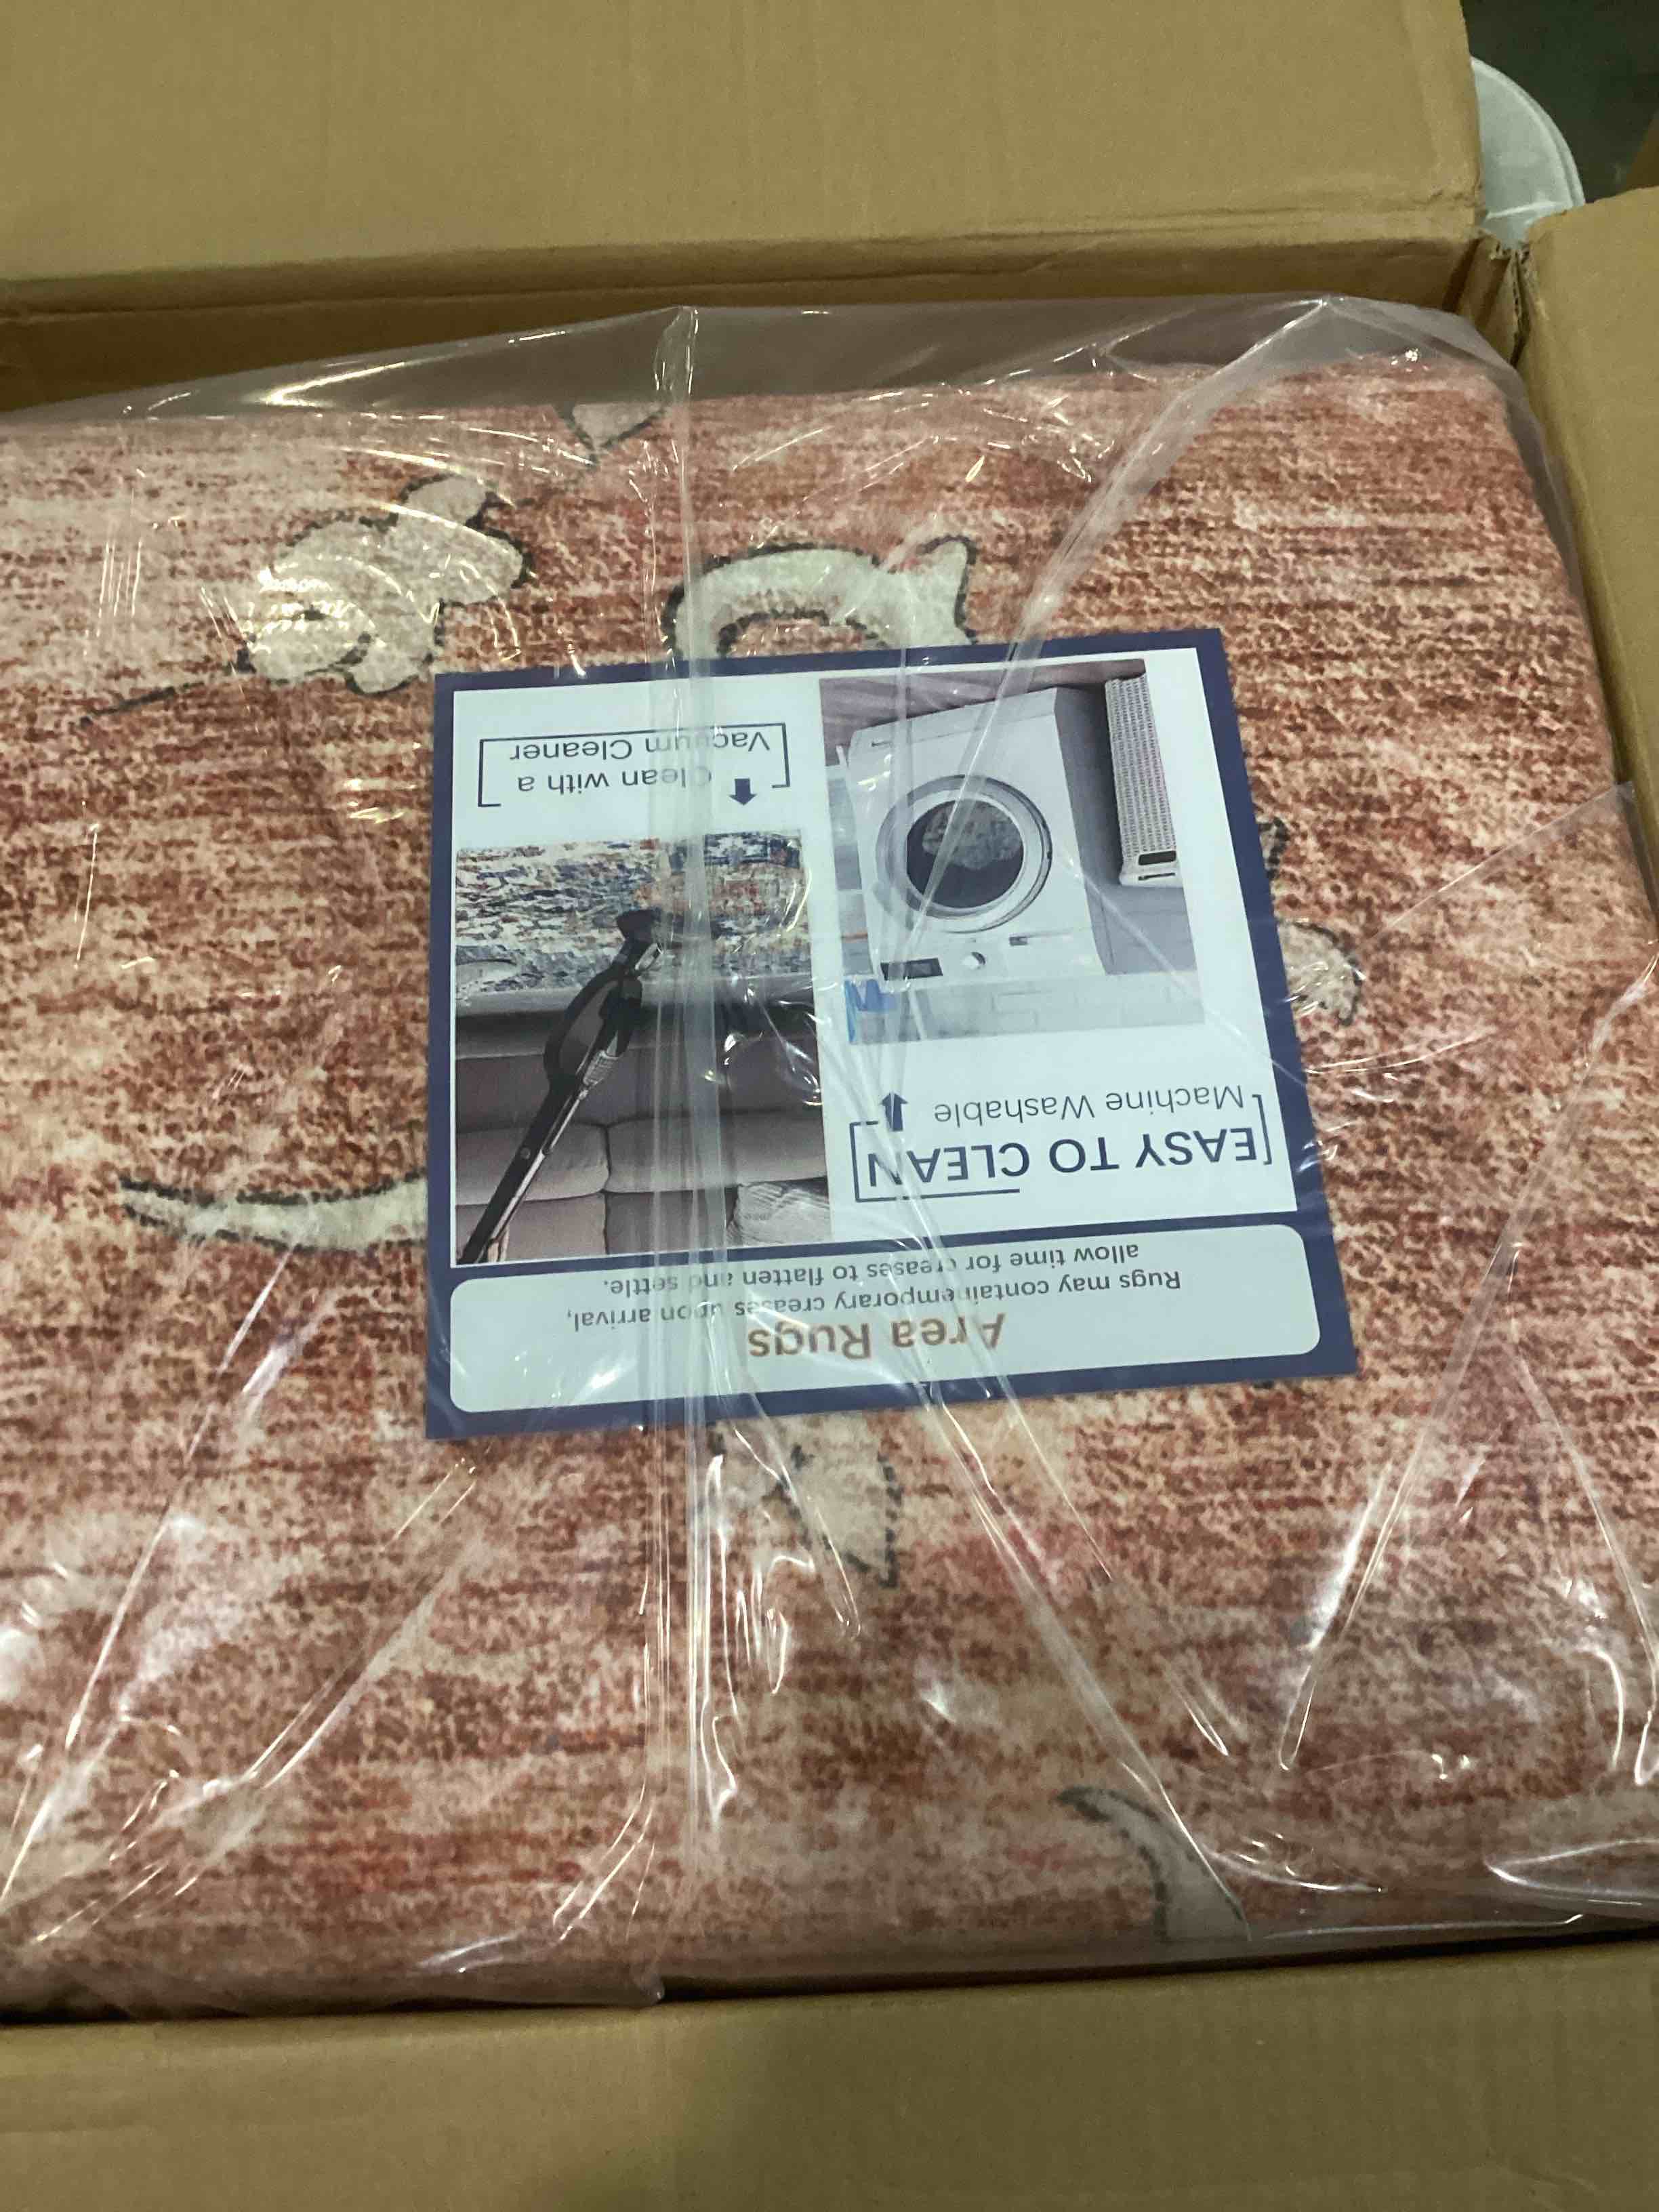 Area Rugs
Rugs may containemporary creases upon arrival,
allow time for creases to flatten and settle.
[EASY TO CLEAN]
Machine Washable
Clean with a
Vacuum Cleaner